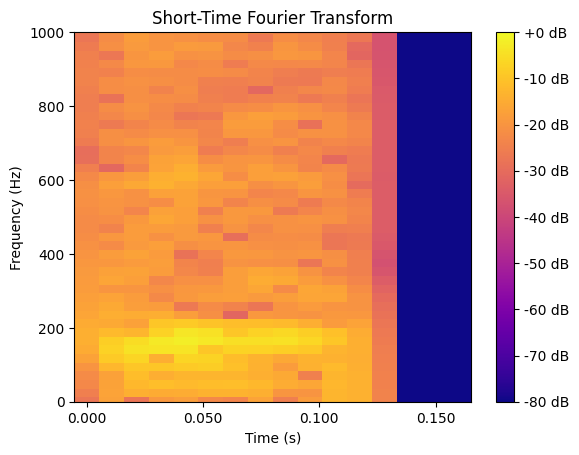 Short-Time Fourier Transform
1000
800
600
400
200
0
Frequency (Hz)
0.000
0.050
0.100
0.150
Time (s)
+0 dB
-10 dB
-20 dB
-30 dB
-40 dB
-50 dB
-60 dB
-70 dB
-80 dB